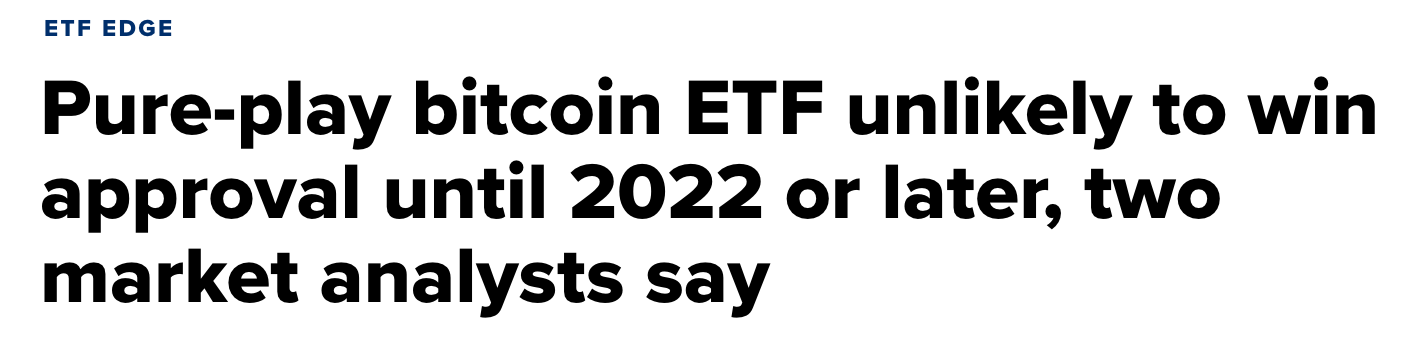 ETF EDGE
Pure-play bitcoin ETF unlikely to win
approval until 2022 or later, two
market analysts say